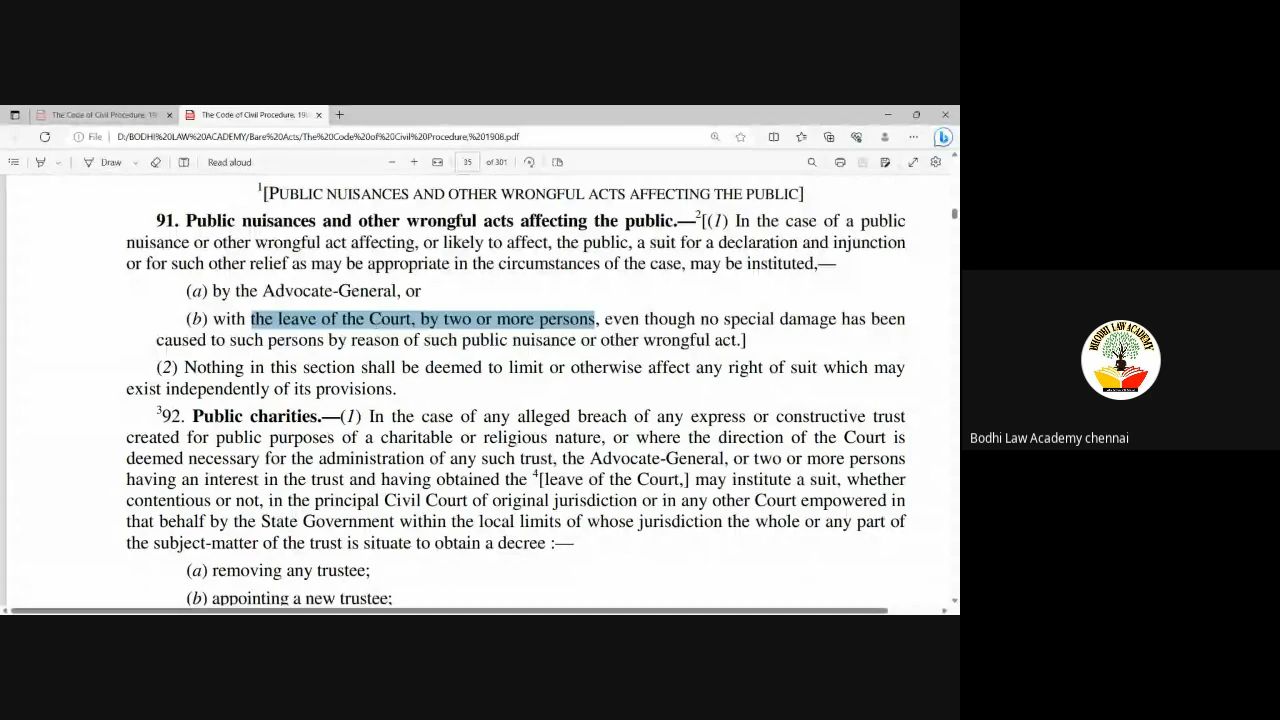 The Code of Civil Procedure, 19
The Code of Civil Procedure, 19
File
D:/BODHI%20LAW%20ACADEMY/Bare%20Acts/The%20Code%20of%20Civil%20Procedure,%201908.pdf
Draw
Read aloud
35
of 301
1[PUBLIC NUISANCES AND OTHER WRONGFUL ACTS AFFECTING THE PUBLIC]
91. Public nuisances and other wrongful acts affecting the public.—2[(1) In the case of a public
nuisance or other wrongful act affecting, or likely to affect, the public, a suit for a declaration and injunction
or for such other relief as may be appropriate in the circumstances of the case, may be instituted,—
(a) by the Advocate-General, or
(b) with the leave of the Court, by two or more persons, even though no special damage has been
caused to such persons by reason of such public nuisance or other wrongful act.]
(2) Nothing in this section shall be deemed to limit or otherwise affect any right of suit which may
exist independently of its provisions.
392. Public charities.—(1) In the case of any alleged breach of any express or constructive trust
created for public purposes of a charitable or religious nature, or where the direction of the Court is
deemed necessary for the administration of any such trust, the Advocate-General, or two or more persons
having an interest in the trust and having obtained the 4[leave of the Court,] may institute a suit, whether
contentious or not, in the principal Civil Court of original jurisdiction or in any other Court empowered in
that behalf by the State Government within the local limits of whose jurisdiction the whole or any part of
the subject-matter of the trust is situate to obtain a decree :—
(a) removing any trustee;
(b) appointing a new trustee;
BHODHI LAW ACADEMY
Bodhi Law Academy chennai